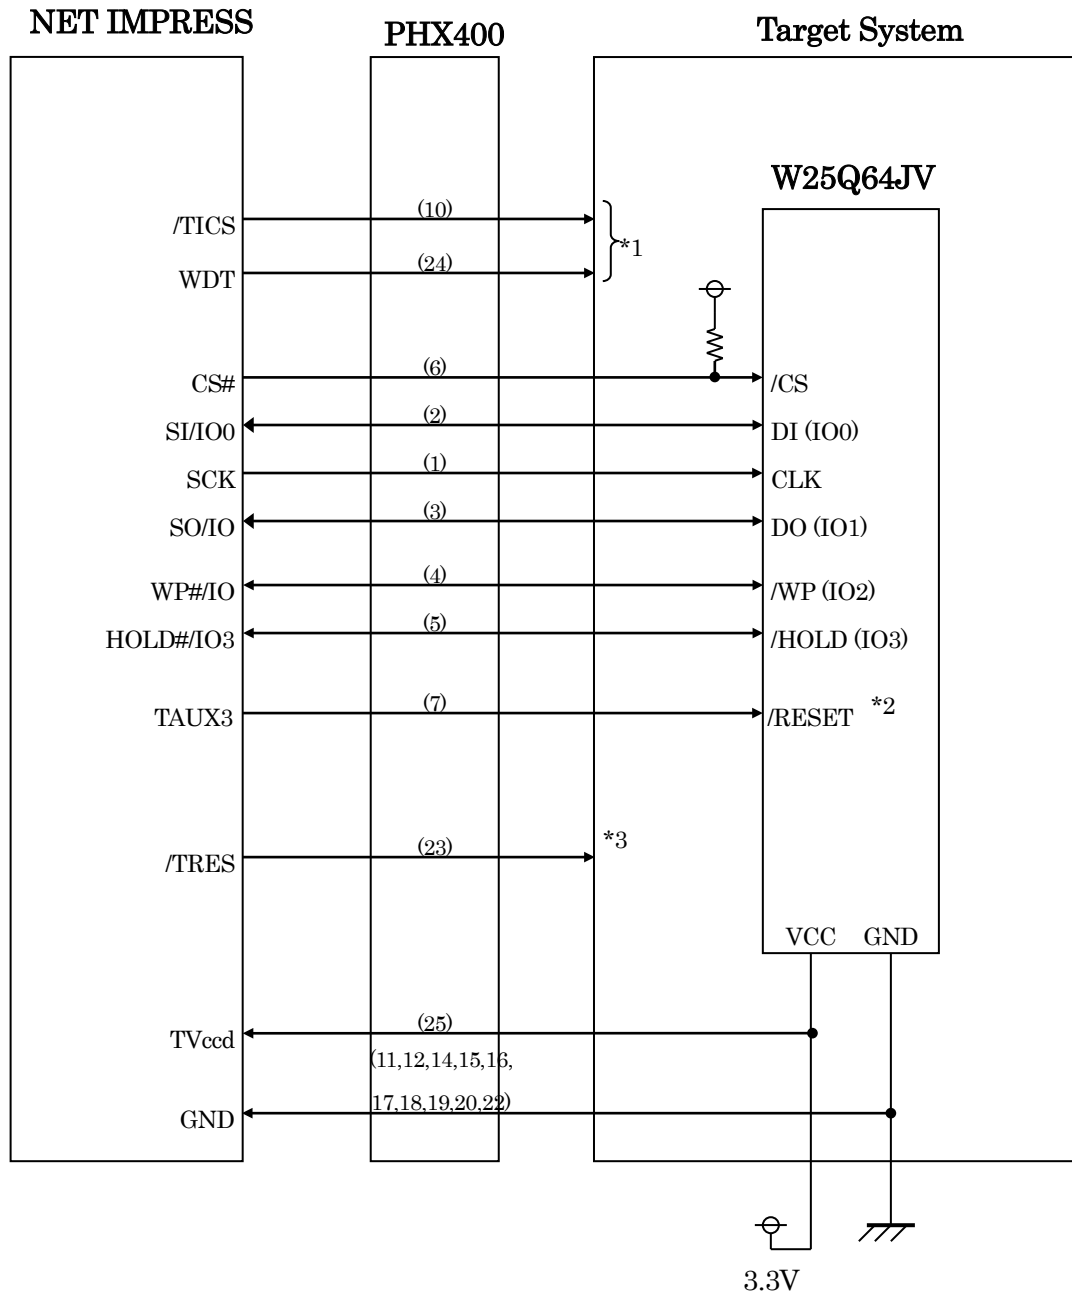 NET IMPRESS
PHX400
Target System
W25Q64JV
/TICS
(10)
*1
WDT
(24)
CS#
(6)
/CS
SI/IO0
(2)
DI (IO0)
SCK
(1)
CLK
SO/IO
(3)
DO (IO1)
WP#/IO
(4)
/WP (IO2)
HOLD#/IO3
(5)
/HOLD (IO3)
TAUX3
(7)
/RESET *2
/TRES
(23)
*3
VCC GND
TVccd
(25)
(11,12,14,15,16,
17,18,19,20,22)
GND
3.3V